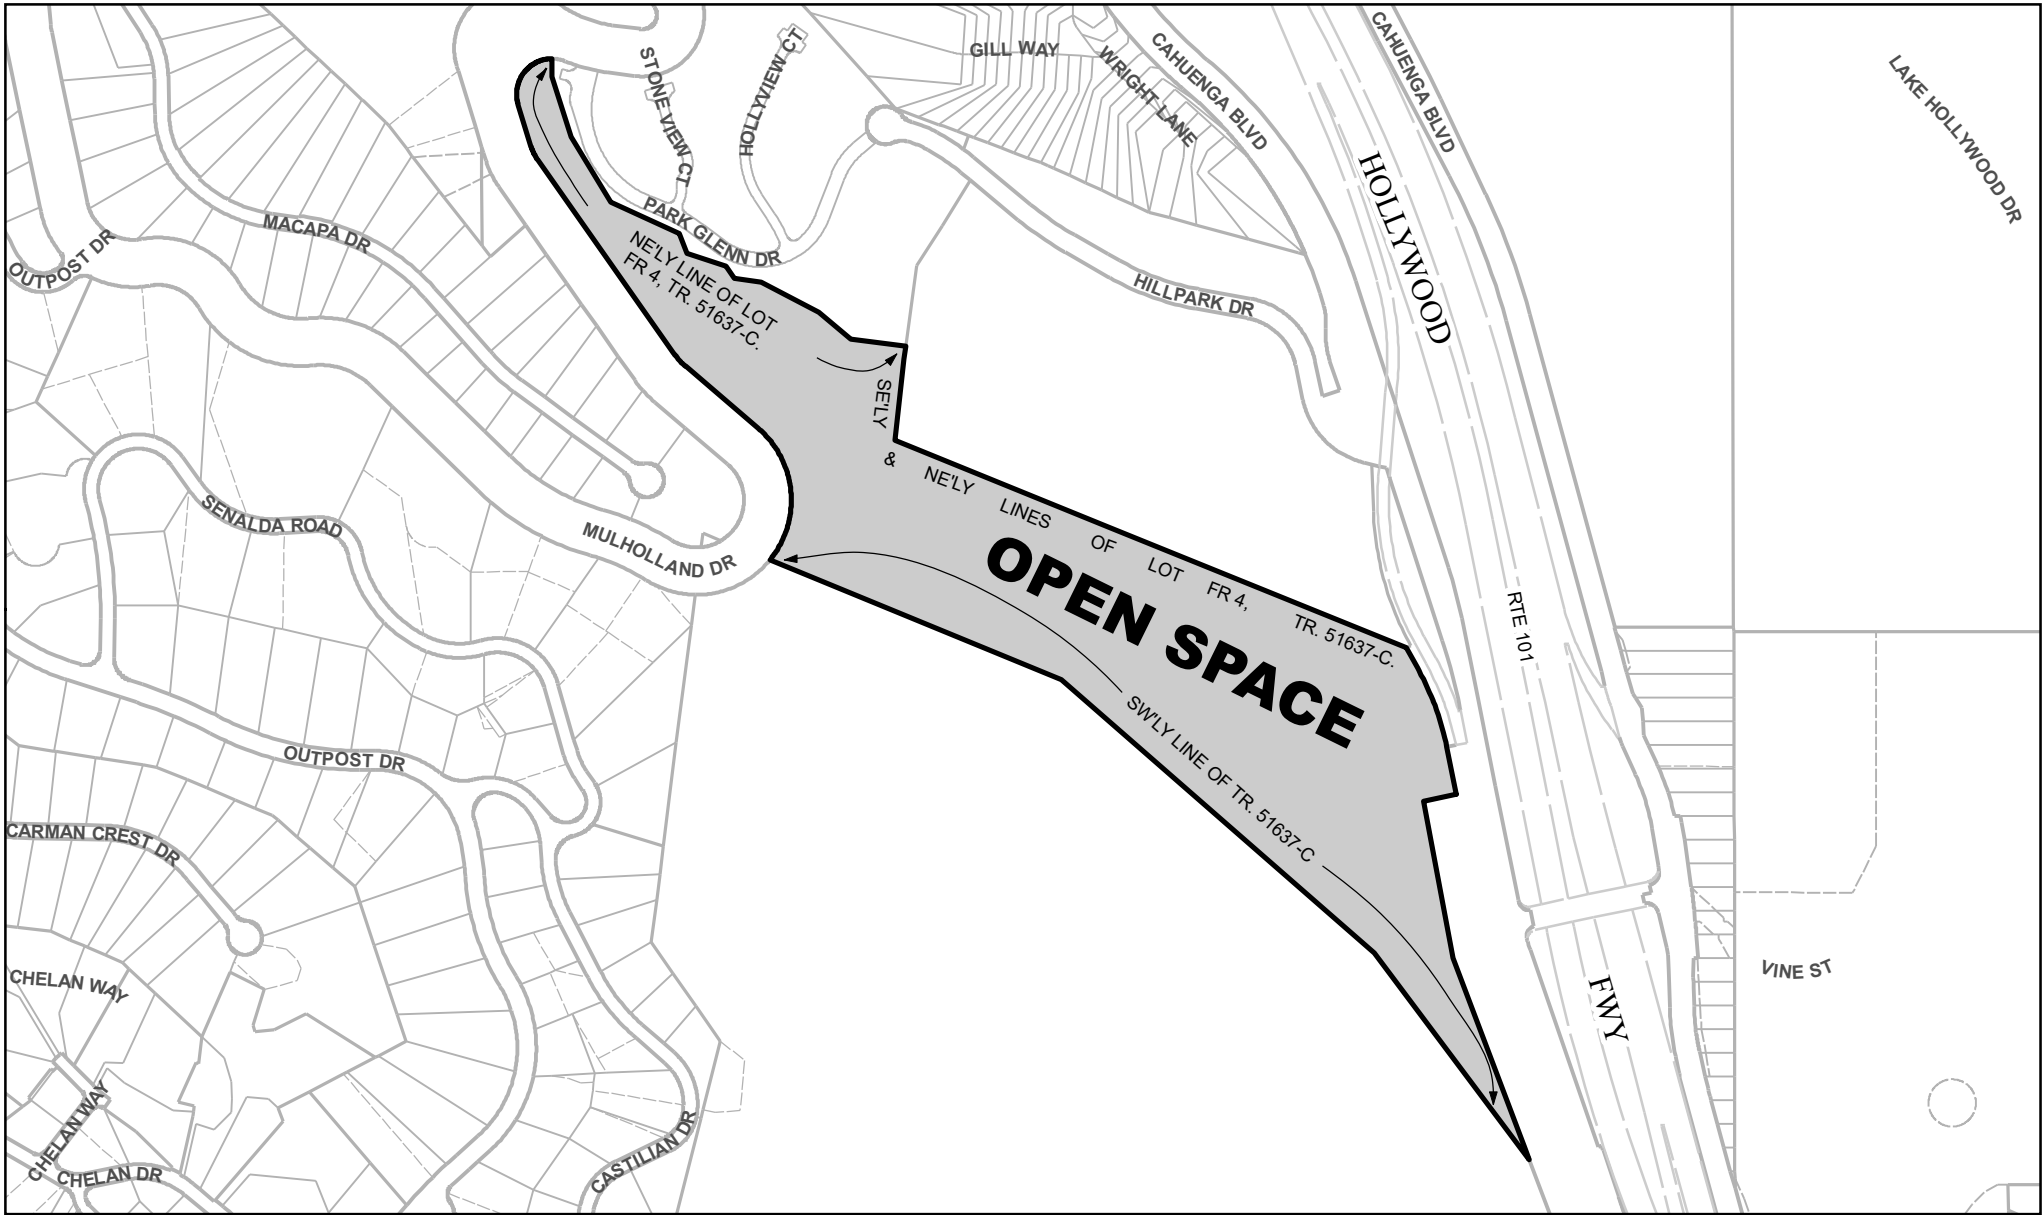 GILL WAY
WRIGHT LANE
CAHUENGA BLVD
CAHUENGA BLVD
LAKE HOLLYWOOD DR
STONE VIEW CT
HOLLYVIEW CT
PARK GLENN DR
HILLPARK DR
HOLLYWOOD
MACAPA DR
OUTPOST DR
NE'LY LINE OF LOT
FR 4, TR. 51637-C.
SE'LY
&
NE'LY LINES OF LOT FR 4, TR. 51637-C.
OPEN SPACE
SW'LY LINE OF TR. 51637-C
RTE 101
SENALDA ROAD
MULHOLLAND DR
OUTPOST DR
CARMAN CREST DR
CHELAN WAY
CHELAN WAY
CHELAN DR
CASTILIAN DR
FWY
VINE ST